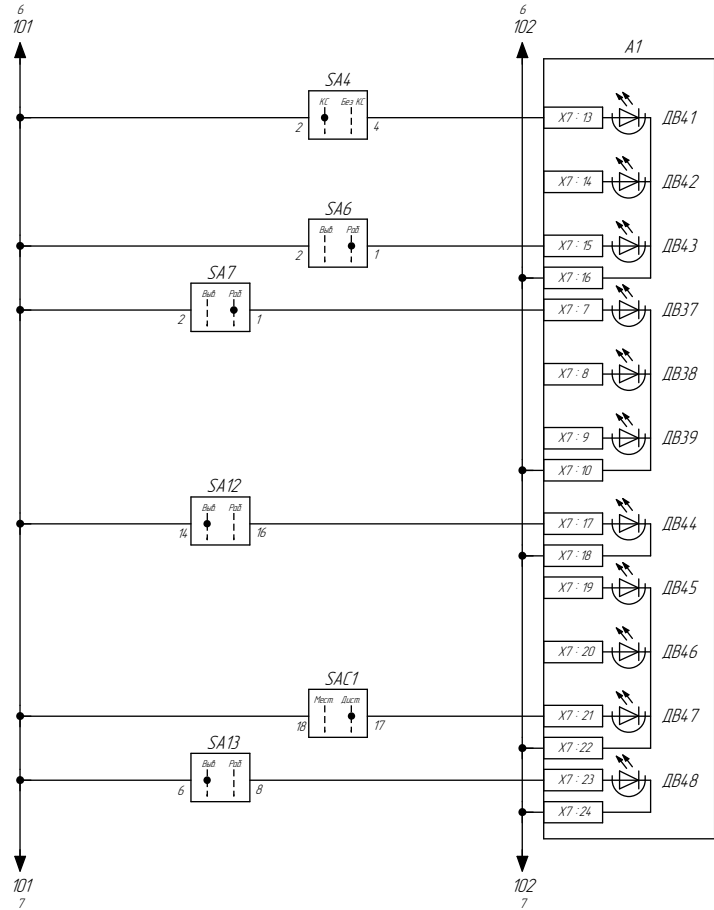 6
101
6
102
A1
SA4
КС Без КС
2 4
X7 : 13
ДВ41
X7 : 14
ДВ42
SA6
Выв Раб
2 1
X7 : 15
ДВ43
X7 : 16
SA7
Выв Раб
2 1
X7 : 7
ДВ37
X7 : 8
ДВ38
X7 : 9
ДВ39
X7 : 10
SA12
Выв Раб
14 16
X7 : 17
ДВ44
X7 : 18
X7 : 19
ДВ45
X7 : 20
ДВ46
SAC1
Мест Дист
18 17
X7 : 21
ДВ47
X7 : 22
SA13
Выв Раб
6 8
X7 : 23
ДВ48
X7 : 24
101
7
102
7